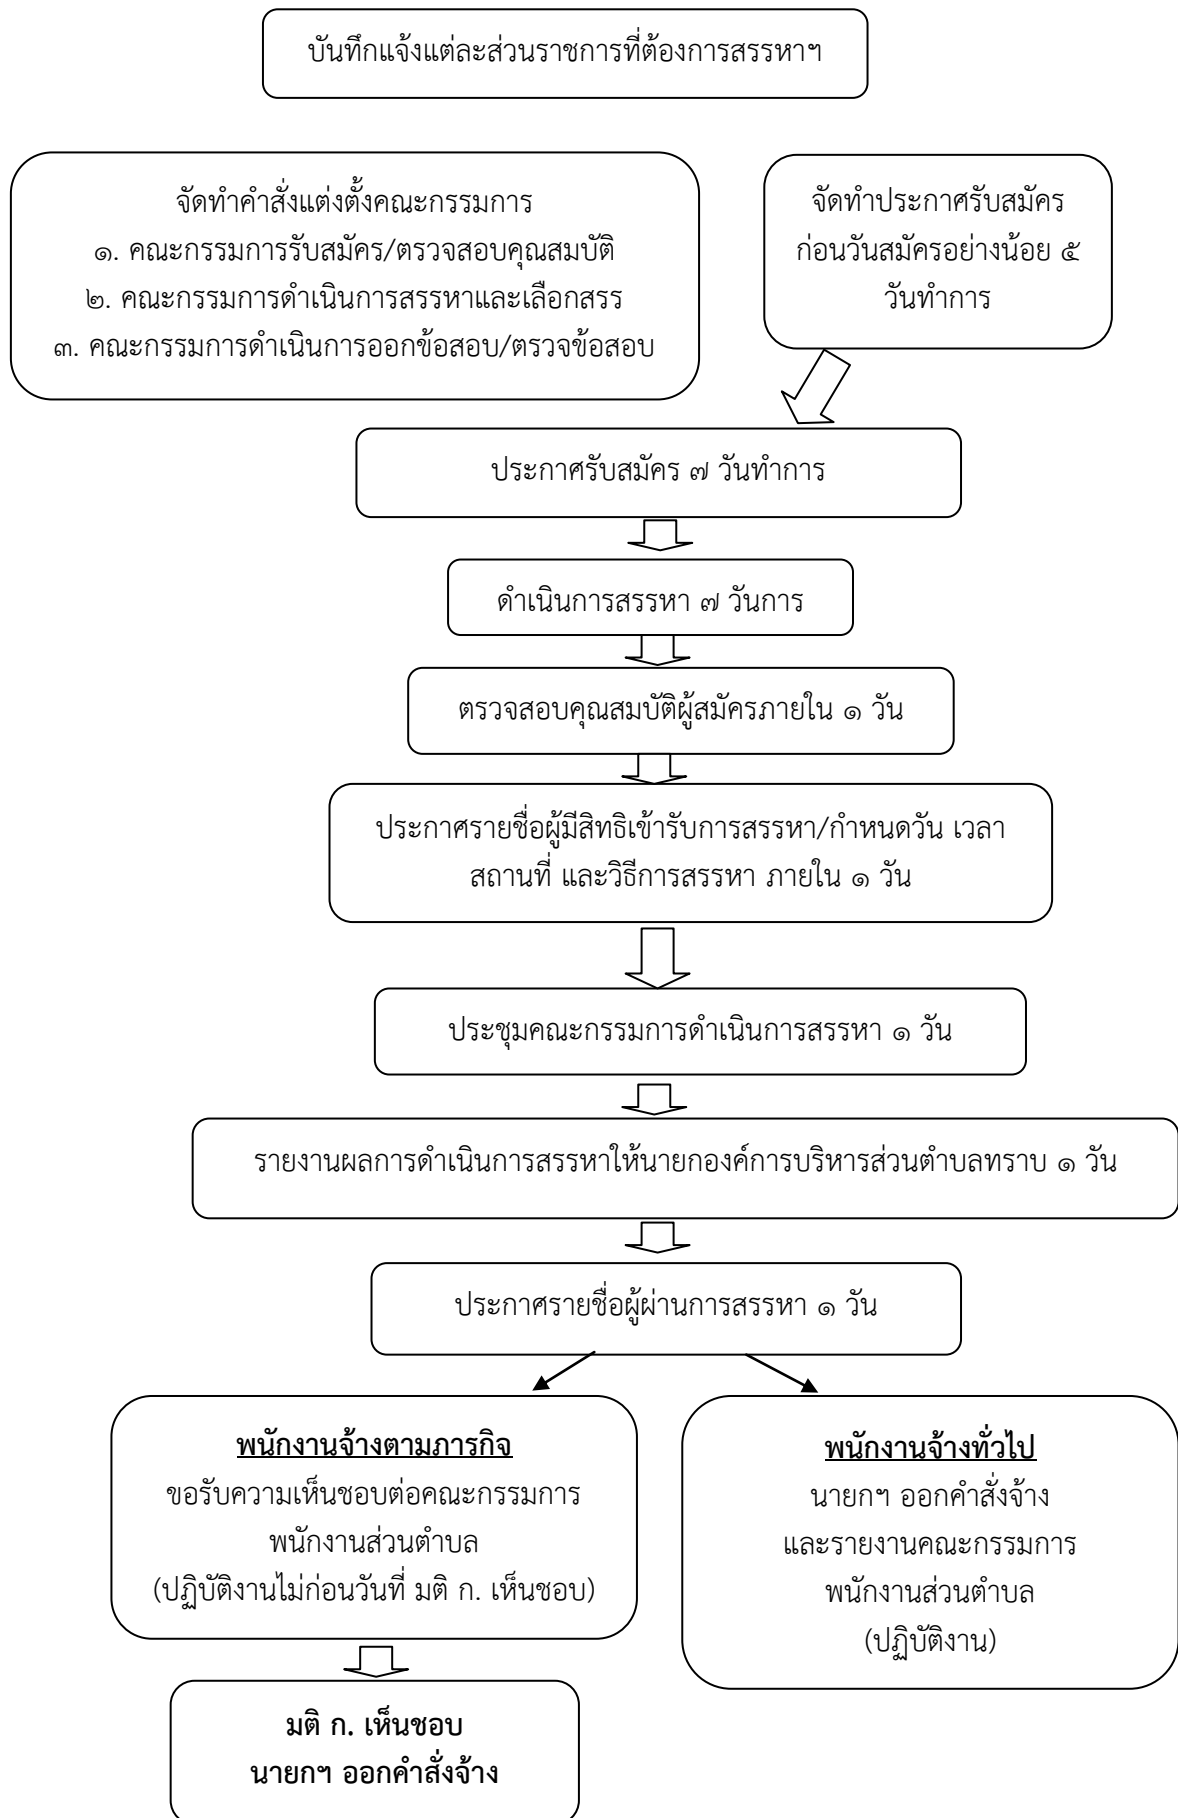 บันทึกแจ้งแต่ละส่วนราชการที่ต้องการสรรหาฯ
จัดทำคำสั่งแต่งตั้งคณะกรรมการ
๑. คณะกรรมการรับสมัคร/ตรวจสอบคุณสมบัติ
๒. คณะกรรมการดำเนินการสรรหาและเลือกสรร
๓. คณะกรรมการดำเนินการออกข้อสอบ/ตรวจข้อสอบ
จัดทำประกาศรับสมัคร
ก่อนวันสมัครอย่างน้อย ๕
วันทำการ
ประกาศรับสมัคร ๗ วันทำการ
ดำเนินการสรรหา ๗ วันการ
ตรวจสอบคุณสมบัติผู้สมัครภายใน ๑ วัน
ประกาศรายชื่อผู้มีสิทธิเข้ารับการสรรหา/กำหนดวัน เวลา
สถานที่ และวิธีการสรรหา ภายใน ๑ วัน
ประชุมคณะกรรมการดำเนินการสรรหา ๑ วัน
รายงานผลการดำเนินการสรรหาให้นายกองค์การบริหารส่วนตำบลทราบ ๑ วัน
ประกาศรายชื่อผู้ผ่านการสรรหา ๑ วัน
พนักงานจ้างตามภารกิจ
ขอรับความเห็นชอบต่อคณะกรรมการ
พนักงานส่วนตำบล
(ปฏิบัติงานไม่ก่อนวันที่ มติ ก. เห็นชอบ)
พนักงานจ้างทั่วไป
นายกฯ ออกคำสั่งจ้าง
และรายงานคณะกรรมการ
พนักงานส่วนตำบล
(ปฏิบัติงาน)
มติ ก. เห็นชอบ
นายกฯ ออกคำสั่งจ้าง